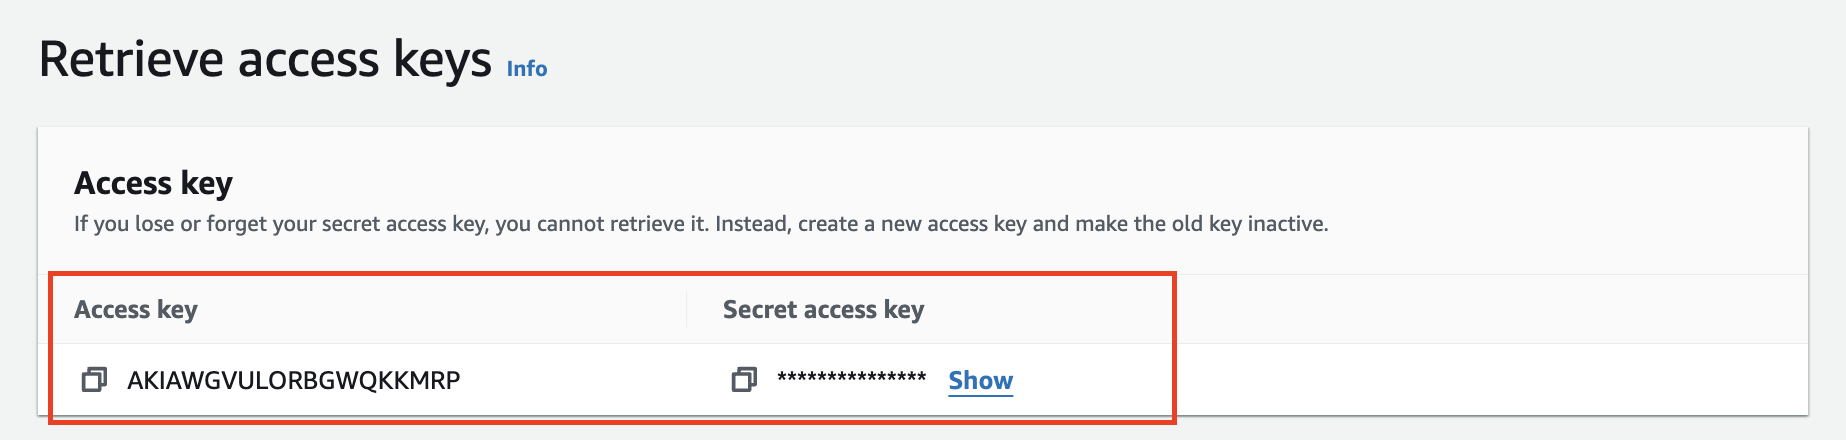 Retrieve access keys Info
Access key
If you lose or forget your secret access key, you cannot retrieve it. Instead, create a new access key and make the old key inactive.
Access key Secret access key
AKIAWGVULORBGWQKKMRP *************** Show